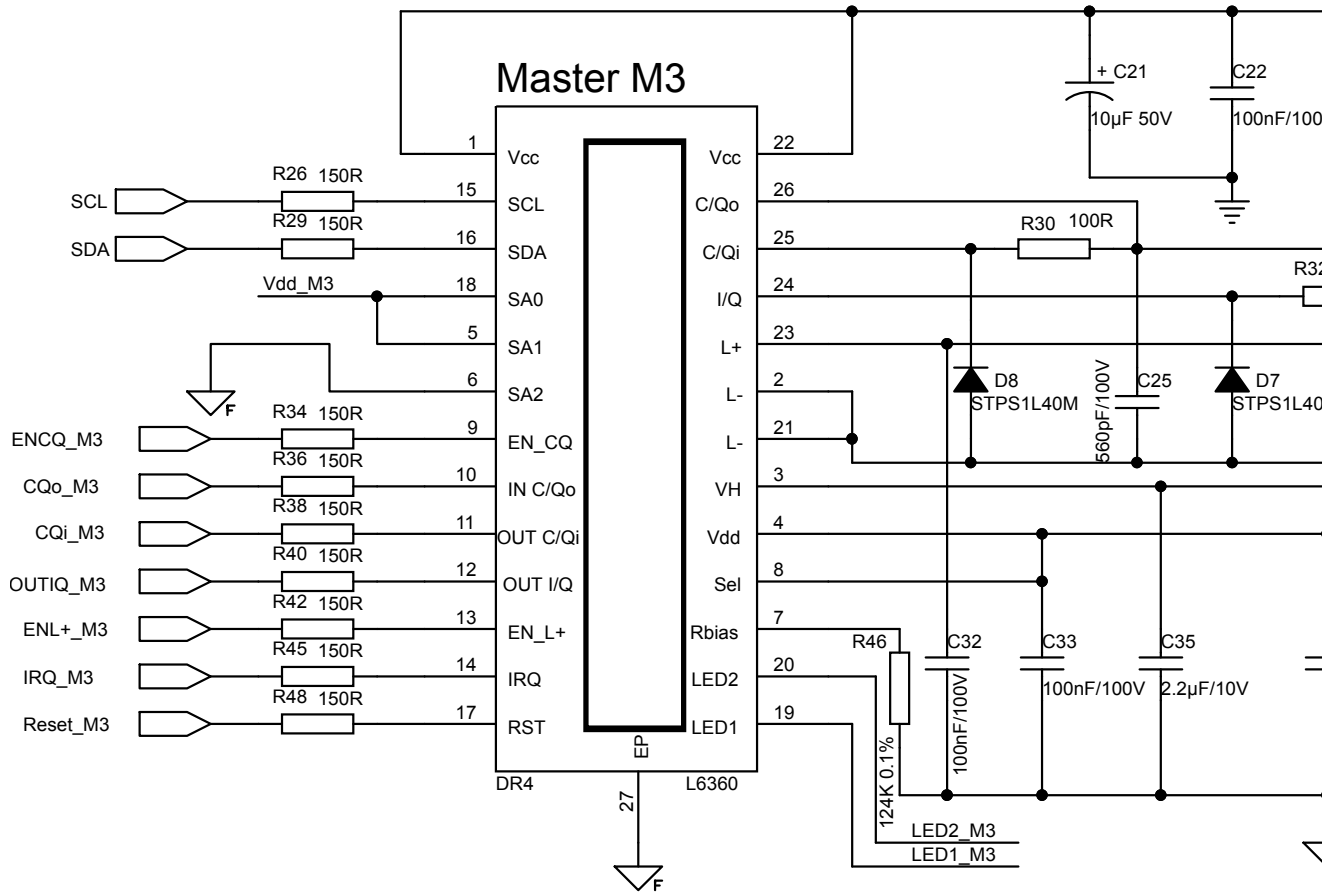 Master M3
+ C21
10µF 50V
C22
100nF/100
1
Vcc
Vcc
22
SCL
R26 150R
15
SCL
C/Qo
26
SDA
R29 150R
16
SDA
C/Qi
25
R30 100R
Vdd_M3
18
SA0
I/Q
24
R32
5
SA1
L+
23
F
6
SA2
L-
2
D8
STPS1L40M
C25
560pF/100V
D7
STPS1L40
ENCQ_M3
R34 150R
9
EN_CQ
L-
21
CQo_M3
R36 150R
10
IN C/Qo
VH
3
CQi_M3
R38 150R
11
OUT C/Qi
Vdd
4
OUTIQ_M3
R40 150R
12
OUT I/Q
Sel
8
ENL+_M3
R42 150R
13
EN_L+
Rbias
7
R46
124K 0.1%
C32
100nF/100V
C33
100nF/100V
C35
2.2µF/10V
IRQ_M3
R45 150R
14
IRQ
LED2
20
Reset_M3
R48 150R
17
RST
LED1
19
EP
DR4
L6360
27
F
LED2_M3
LED1_M3